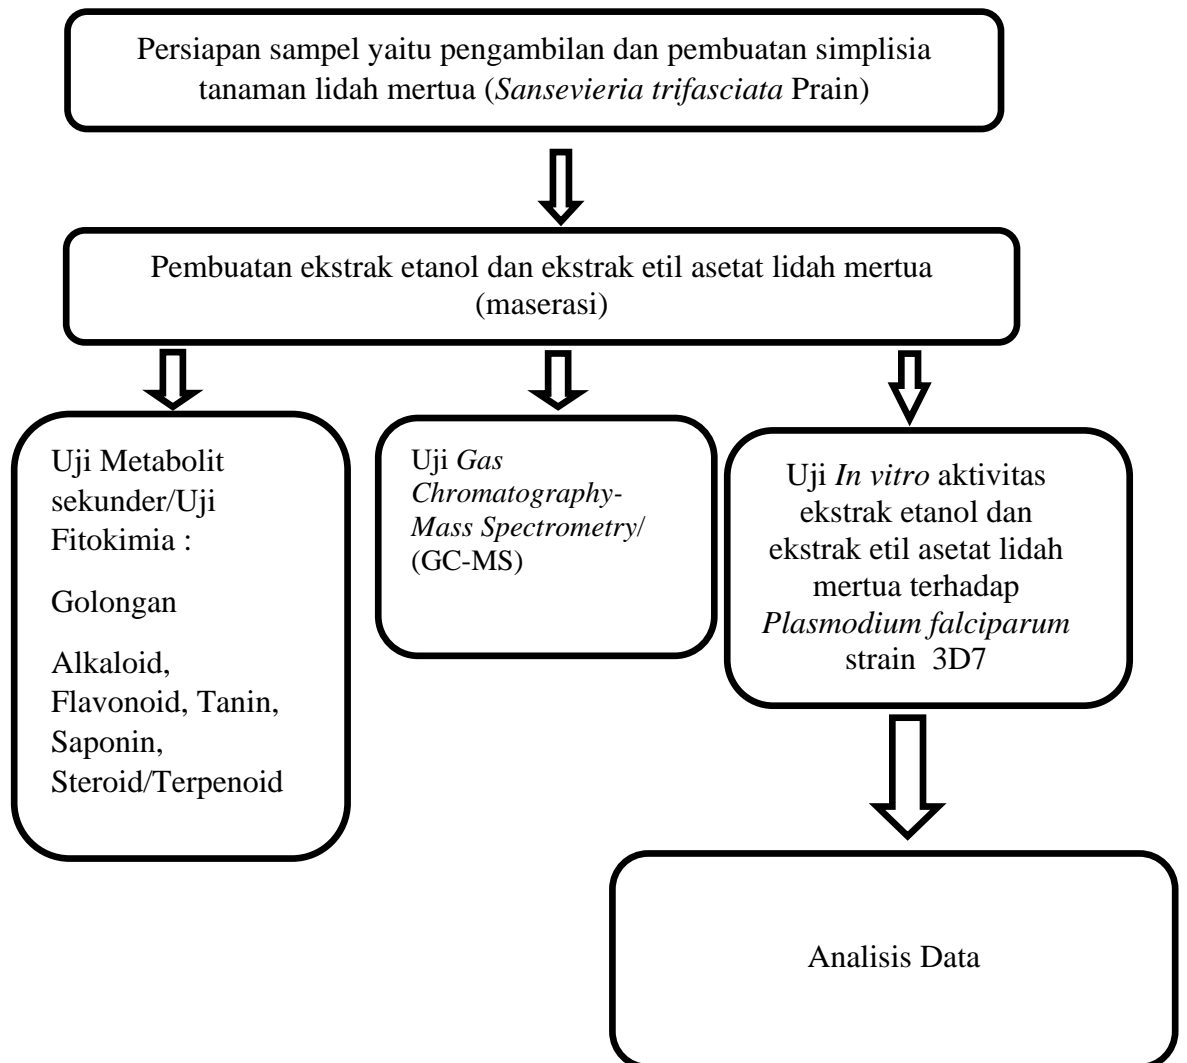 Persiapan sampel yaitu pengambilan dan pembuatan simplisia
tanaman lidah mertua (Sansevieria trifasciata Prain)
Pembuatan ekstrak etanol dan ekstrak etil asetat lidah mertua
(maserasi)
Uji Metabolit
sekunder/Uji
Fitokimia :
Golongan
Alkaloid,
Flavonoid, Tanin,
Saponin,
Steroid/Terpenoid
Uji Gas
Chromatography-
Mass Spectrometry/
(GC-MS)
Uji In vitro aktivitas
ekstrak etanol dan
ekstrak etil asetat lidah
mertua terhadap
Plasmodium falciparum
strain 3D7
Analisis Data